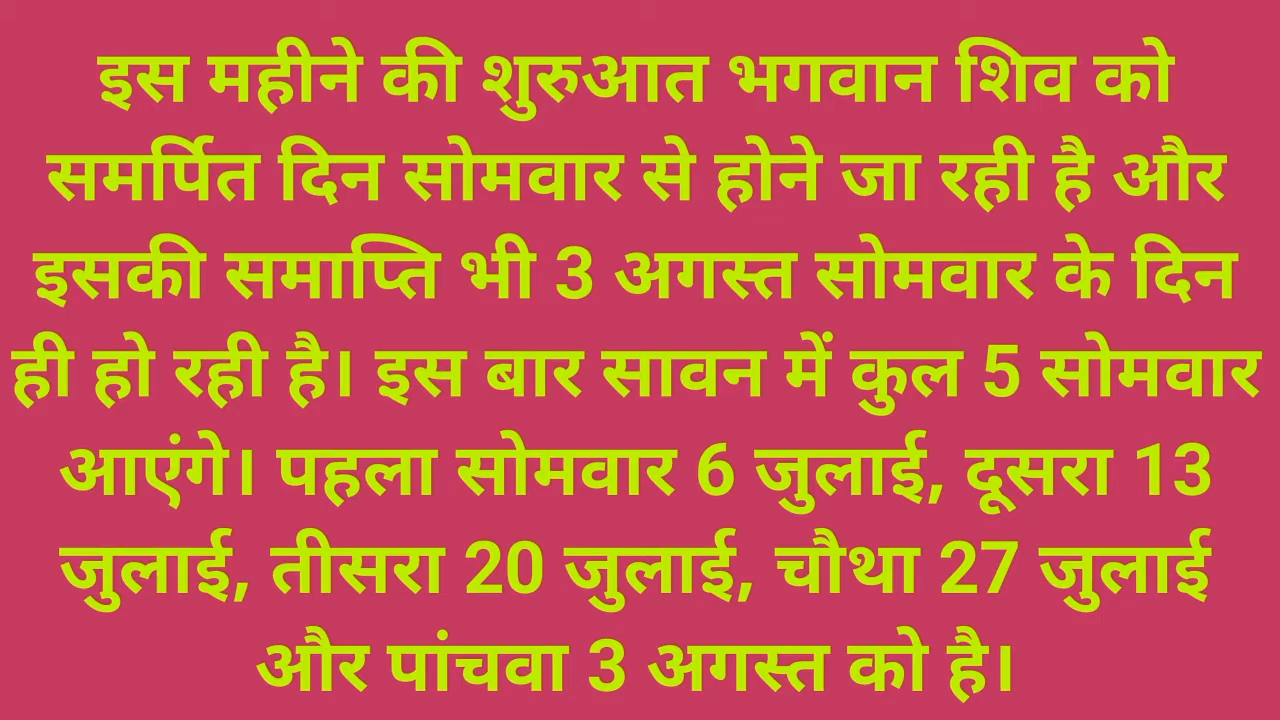 इस महीने की शुरुआत भगवान शिव को
समर्पित दिन सोमवार से होने जा रही है और
इसकी समाप्ति भी 3 अगस्त सोमवार के दिन
ही हो रही है। इस बार सावन में कुल 5 सोमवार
आएंगे। पहला सोमवार 6 जुलाई, दूसरा 13
जुलाई, तीसरा 20 जुलाई, चौथा 27 जुलाई
और पांचवा 3 अगस्त को है।